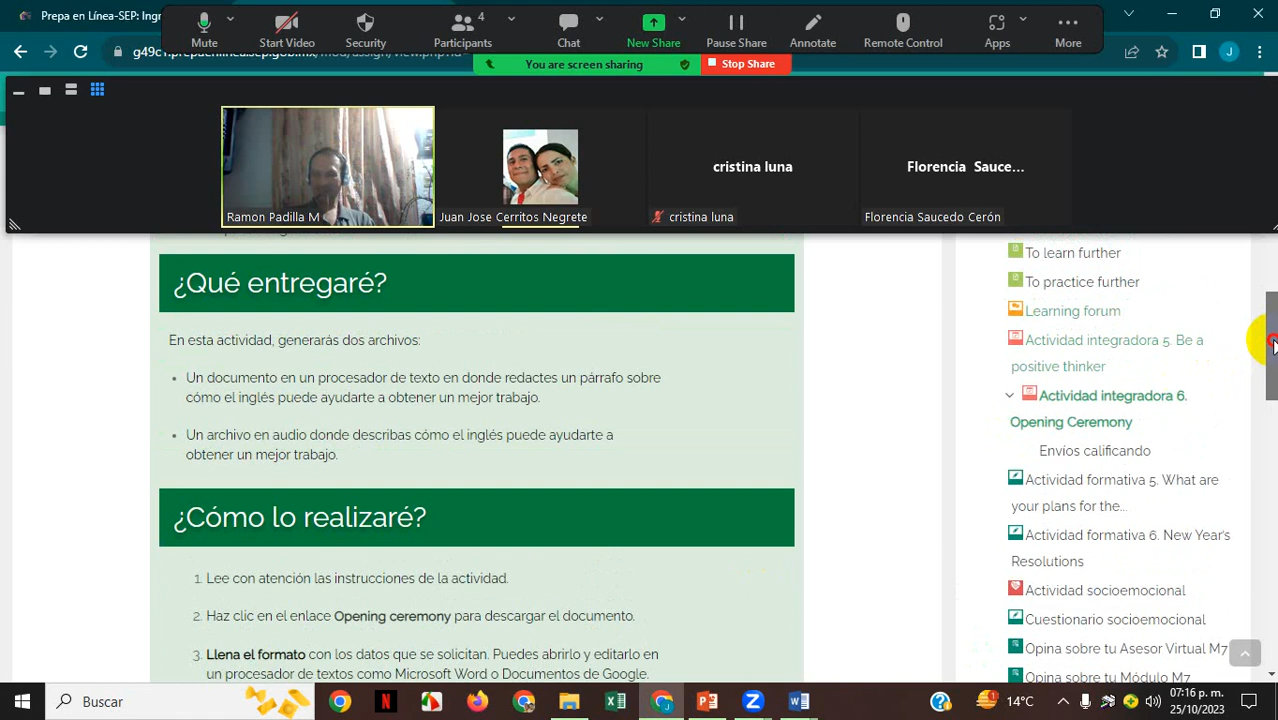 Prepa en Línea-SEP: Ingr
Mute
Start Video
Security
4
Participants
Chat
New Share
Pause Share
Annotate
Remote Control
Apps
More
You are screen sharing
Stop Share
J
cristina luna
Florencia Sauce...
Ramon Padilla M
Juan Jose Cerritos Negrete
cristina luna
Florencia Saucedo Cerón
¿Qué entregaré?
En esta actividad, generarás dos archivos:
Un documento en un procesador de texto en donde redactes un párrafo sobre
cómo el inglés puede ayudarte a obtener un mejor trabajo.
Un archivo en audio donde describas cómo el inglés puede ayudarte a
obtener un mejor trabajo.
¿Cómo lo realizaré?
1. Lee con atención las instrucciones de la actividad.
2. Haz clic en el enlace Opening ceremony para descargar el documento.
3. Llena el formato con los datos que se solicitan. Puedes abrirlo y editarlo en
un procesador de textos como Microsoft Word o Documentos de Google.
To learn further
To practice further
Learning forum
Actividad integradora 5. Be a
positive thinker
Actividad integradora 6.
Opening Ceremony
Envíos calificando
Actividad formativa 5. What are
your plans for the...
Actividad formativa 6. New Year's
Resolutions
Actividad socioemocional
Cuestionario socioemocional
Opina sobre tu Asesor Virtual M7
Opina sobre tu Módulo M7
Buscar
14°C
07:16 p. m.
25/10/2023